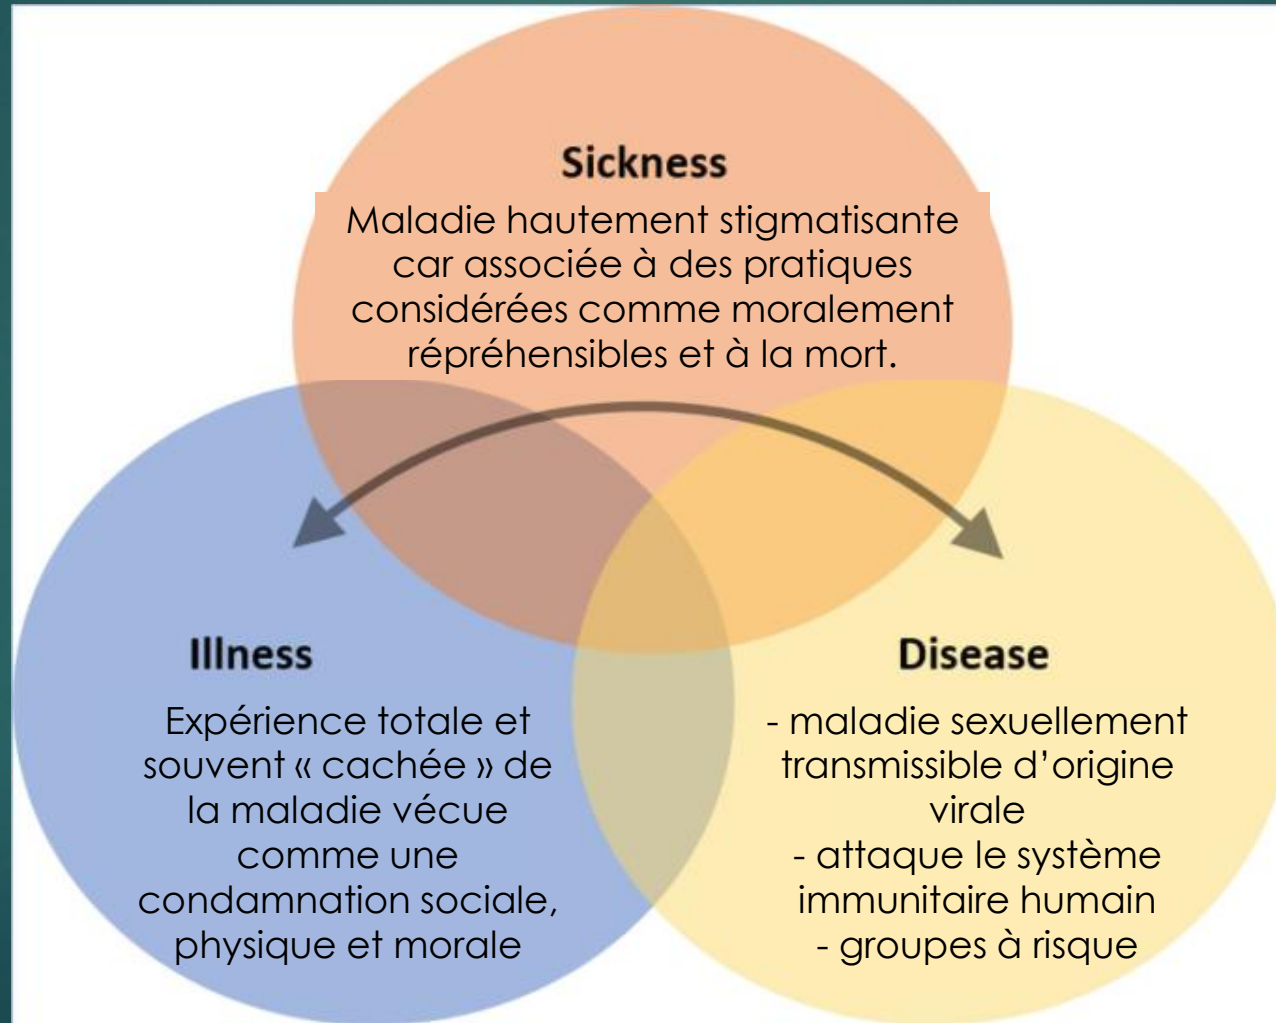 Sickness
Maladie hautement stigmatisante
car associée à des pratiques
considérées comme moralement
répréhensibles et à la mort.
Illness
Expérience totale et
souvent « cachée » de
la maladie vécue
comme une
condamnation sociale,
physique et morale
Disease
- maladie sexuellement
transmissible d’origine
virale
- attaque le système
immunitaire humain
- groupes à risque